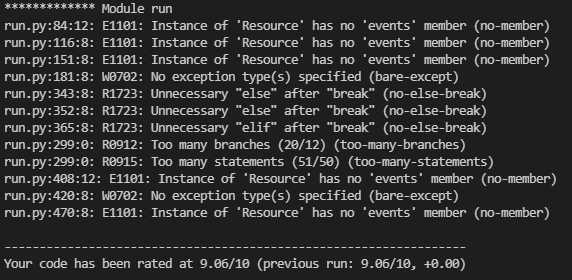 ************* Module run
run.py:84:12: E1101: Instance of 'Resource' has no 'events' member (no-member)
run.py:116:8: E1101: Instance of 'Resource' has no 'events' member (no-member)
run.py:151:8: E1101: Instance of 'Resource' has no 'events' member (no-member)
run.py:181:8: W0702: No exception type(s) specified (bare-except)
run.py:343:8: R1723: Unnecessary "else" after "break" (no-else-break)
run.py:352:8: R1723: Unnecessary "else" after "break" (no-else-break)
run.py:365:8: R1723: Unnecessary "elif" after "break" (no-else-break)
run.py:299:0: R0912: Too many branches (20/12) (too-many-branches)
run.py:299:0: R0915: Too many statements (51/50) (too-many-statements)
run.py:408:12: E1101: Instance of 'Resource' has no 'events' member (no-member)
run.py:420:8: W0702: No exception type(s) specified (bare-except)
run.py:470:8: E1101: Instance of 'Resource' has no 'events' member (no-member)
------------------------------------------------------------------
Your code has been rated at 9.06/10 (previous run: 9.06/10, +0.00)